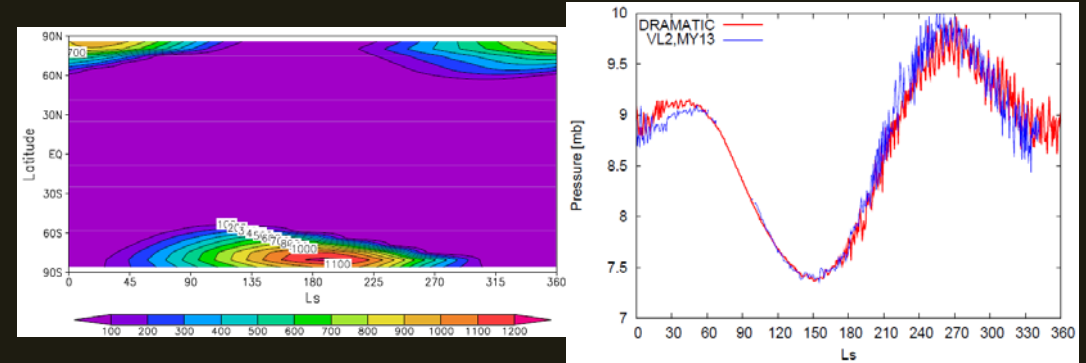 90N
60N
30N
EQ
30S
60S
90S
Latitude
700
1000
1100
0 45 90 135 180 225 270 315 360
Ls
100 200 300 400 500 600 700 800 900 1000 1100 1200
DRAMATIC
VL2,MY13
10
9.5
9
8.5
8
7.5
7
Pressure [mb]
0 30 60 90 120 150 180 210 240 270 300 330 360
Ls